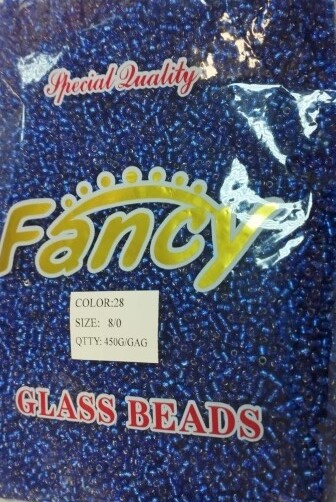 Special Quality
Fancy
COLOR:28
SIZE: 8/0
QTTY: 450G/GAG
GLASS BEADS